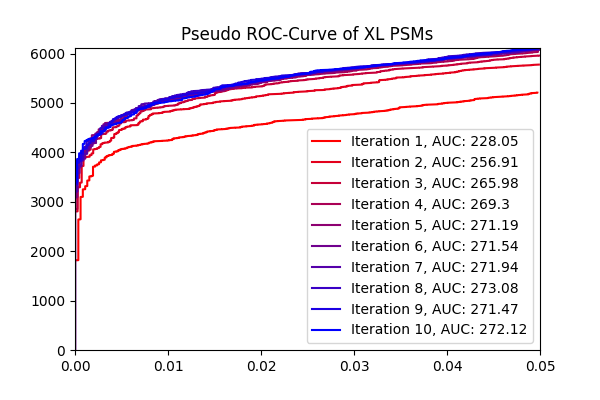 Pseudo ROC-Curve of XL PSMs
6000
5000
4000
3000
2000
1000
0
Iteration 1, AUC: 228.05
Iteration 2, AUC: 256.91
Iteration 3, AUC: 265.98
Iteration 4, AUC: 269.3
Iteration 5, AUC: 271.19
Iteration 6, AUC: 271.54
Iteration 7, AUC: 271.94
Iteration 8, AUC: 273.08
Iteration 9, AUC: 271.47
Iteration 10, AUC: 272.12
0.00 0.01 0.02 0.03 0.04 0.05